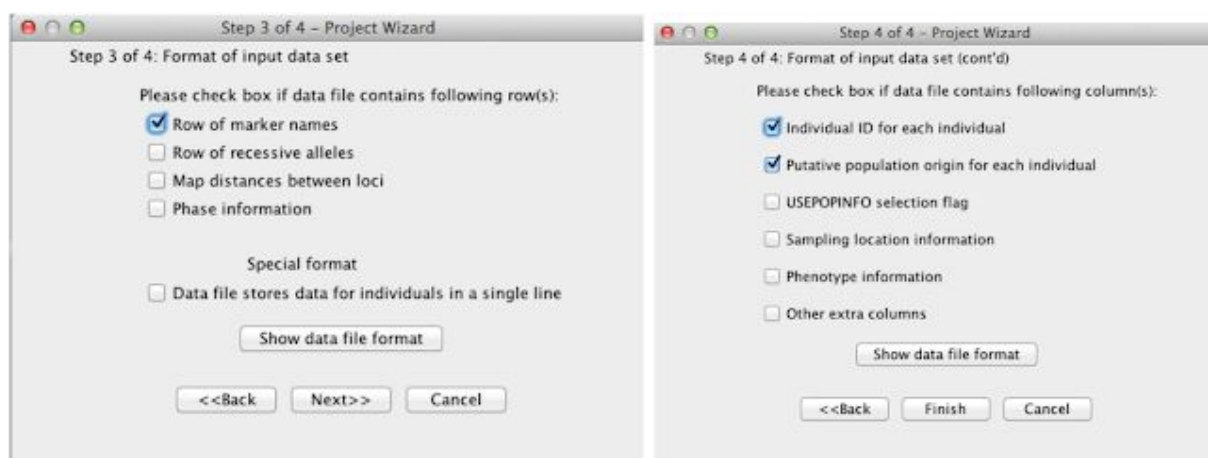 Step 3 of 4 – Project Wizard
Step 3 of 4: Format of input data set
Please check box if data file contains following row(s):
Row of marker names
Row of recessive alleles
Map distances between loci
Phase information
Special format
Data file stores data for individuals in a single line
Show data file format
<<Back Next>> Cancel
Step 4 of 4 – Project Wizard
Step 4 of 4: Format of input data set (cont'd)
Please check box if data file contains following column(s):
Individual ID for each individual
Putative population origin for each individual
USEPOPINFO selection flag
Sampling location information
Phenotype information
Other extra columns
Show data file format
<<Back Finish Cancel